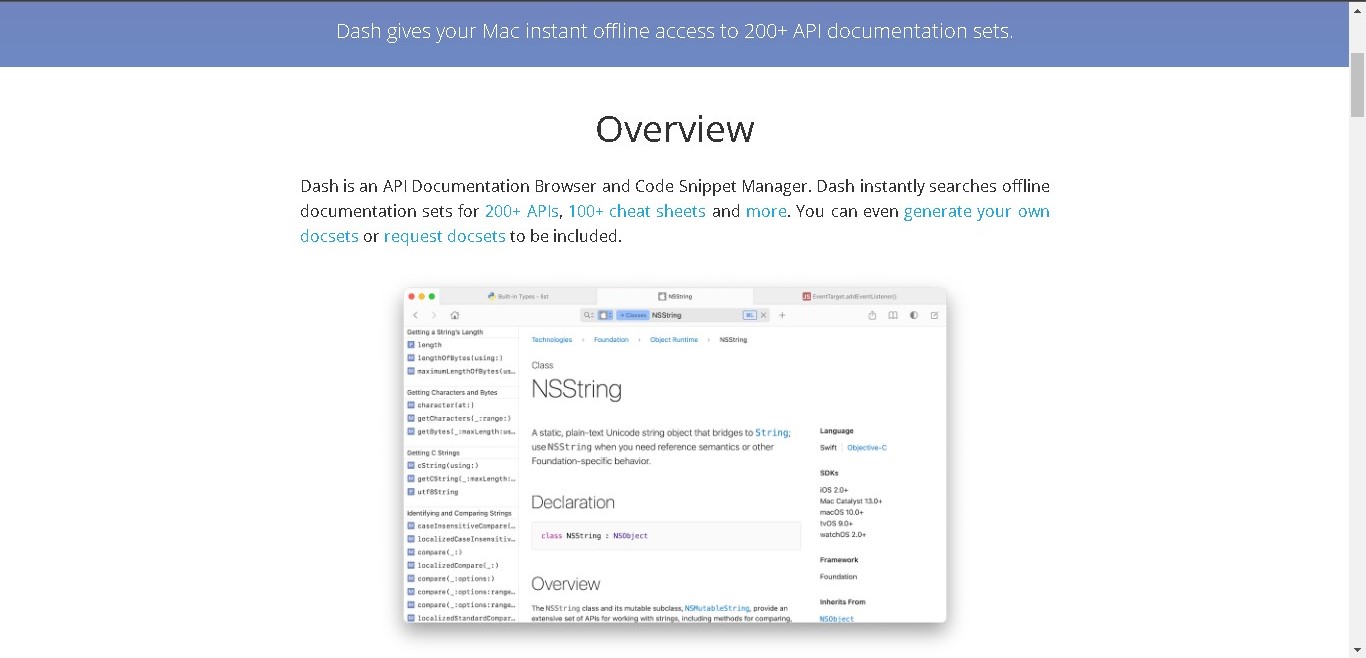 Dash gives your Mac instant offline access to 200+ API documentation sets.
Overview
Dash is an API Documentation Browser and Code Snippet Manager. Dash instantly searches offline
documentation sets for 200+ APIs, 100+ cheat sheets and more. You can even generate your own
docsets or request docsets to be included.
Built-in Types - list
NSString
EventTarget.addEventListener()
Classes NSString
Getting a String's Length
length
lengthOfBytes(using:)
maximumLengthOfBytes(us…
Getting Characters and Bytes
character(at:)
getCharacters(_:range:)
getBytes(_:maxLength:us…
Getting C Strings
cString(using:)
getCString(_:maxLength:…
utf8String
Identifying and Comparing Strings
caseInsensitiveCompare(…
localizedCaseInsensitiv…
compare(_:)
localizedCompare(_:)
compare(_:options:)
compare(_:options:range…
compare(_:options:range…
localizedStandardCompar…
Technologies › Foundation › Object Runtime › NSString
Class
NSString
A static, plain-text Unicode string object that bridges to String;
use NSString when you need reference semantics or other
Foundation-specific behavior.
Declaration
class NSString : NSObject
Overview
The NSString class and its mutable subclass, NSMutableString, provide an
extensive set of APIs for working with strings, including methods for comparing,
Language
Swift | Objective-C
SDKs
iOS 2.0+
Mac Catalyst 13.0+
macOS 10.0+
tvOS 9.0+
watchOS 2.0+
Framework
Foundation
Inherits From
NSObject